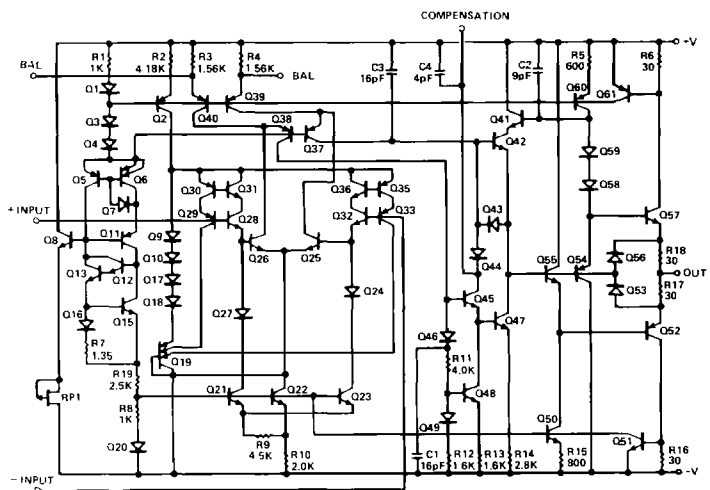 COMPENSATION
+V
R1
1K
R2
4.18K
R3
1.56K
R4
1.56K
C3
16pF
C4
4pF
C2
9pF
R5
600
R6
30
BAL
BAL
Q1
Q2
Q39
Q40
Q38
Q37
Q41
Q42
Q60
Q61
Q3
Q4
Q59
Q58
Q5
Q6
Q7
Q30
Q31
Q36
Q35
+INPUT
Q29
Q28
Q32
Q33
Q43
Q57
Q8
Q11
Q9
Q26
Q25
Q44
Q55
Q54
Q56
R18
30
OUT
Q13
Q12
Q10
Q17
Q53
R17
30
Q16
Q15
Q18
Q27
Q24
Q45
Q47
Q52
R7
1.35
Q19
Q46
R11
4.0K
RP1
R19
2.5K
R8
1K
Q21
Q22
Q23
Q48
Q49
Q50
Q51
Q20
R9
4.5K
R10
2.0K
C1
16pF
R12
1.6K
R13
1.6K
R14
2.8K
R15
800
R16
30
-V
-INPUT